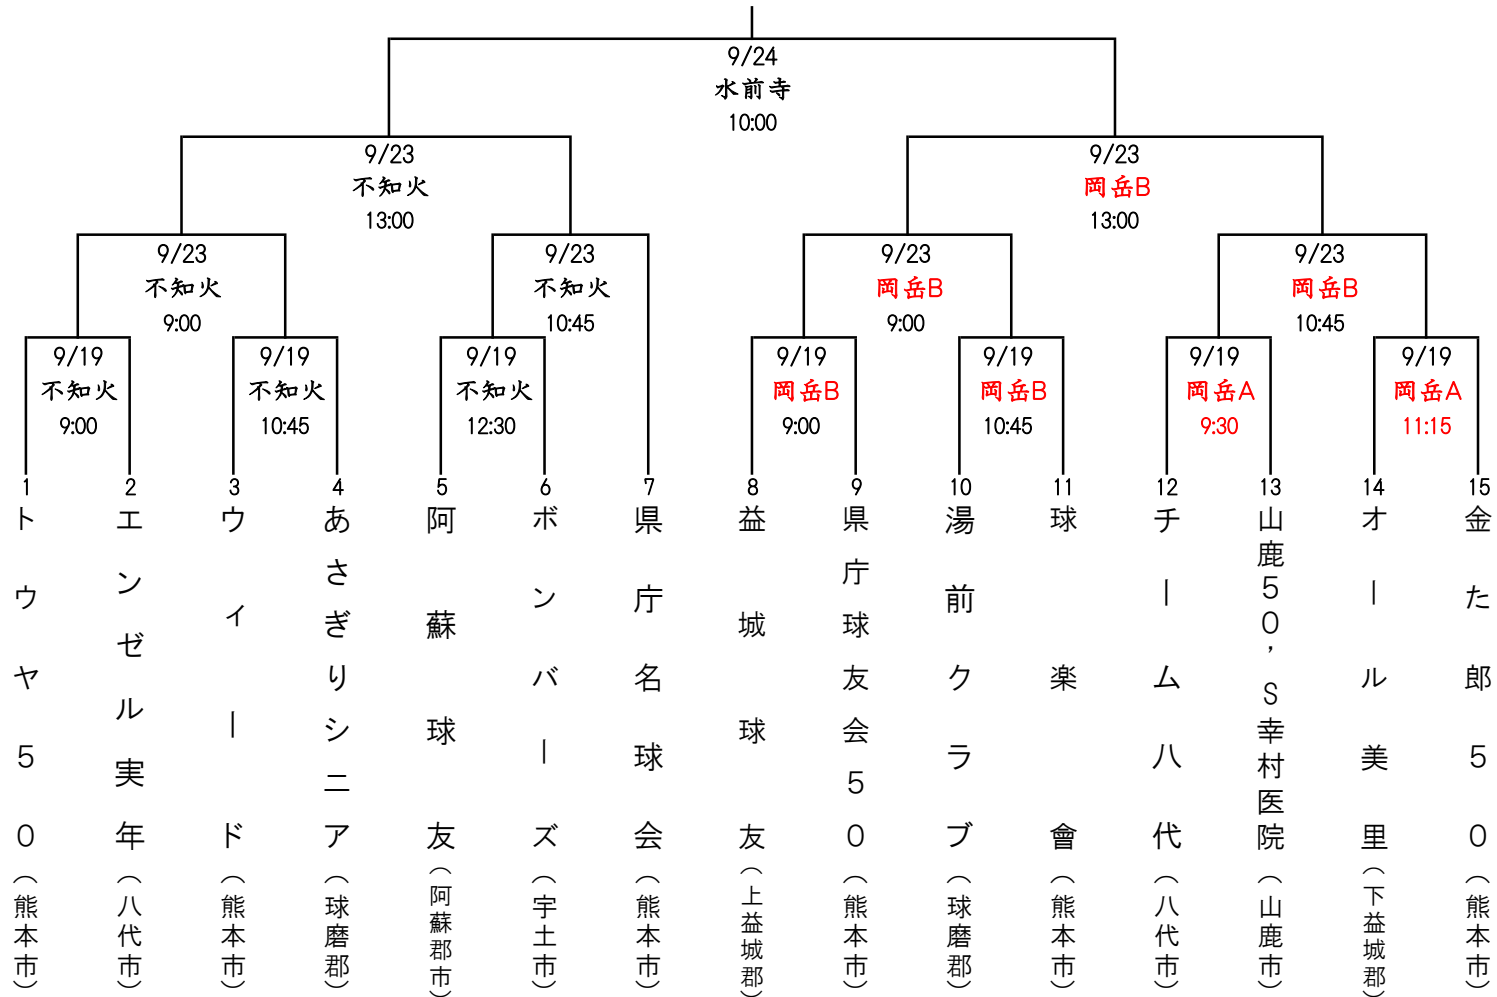 9/24
水前寺
10:00
9/23
不知火
13:00
9/23
岡岳B
13:00
9/23
不知火
9:00
9/23
不知火
10:45
9/23
岡岳B
9:00
9/23
岡岳B
10:45
9/19
不知火
9:00
9/19
不知火
10:45
9/19
不知火
12:30
9/19
岡岳B
9:00
9/19
岡岳B
10:45
9/19
岡岳A
9:30
9/19
岡岳A
11:15
1
トウヤ50（熊本市）
2
エンゼル実年（八代市）
3
ウィード（熊本市）
4
あさぎりシニア（球磨郡）
5
阿蘇球友（阿蘇郡市）
6
ボンバーズ（宇土市）
7
県庁名球会（熊本市）
8
益城球友（上益城郡）
9
県庁球友会50（熊本市）
10
湯前クラブ（球磨郡）
11
球楽會（熊本市）
12
チーム八代（八代市）
13
山鹿50’S幸村医院（山鹿市）
14
オール美里（下益城郡）
15
金た郎50（熊本市）